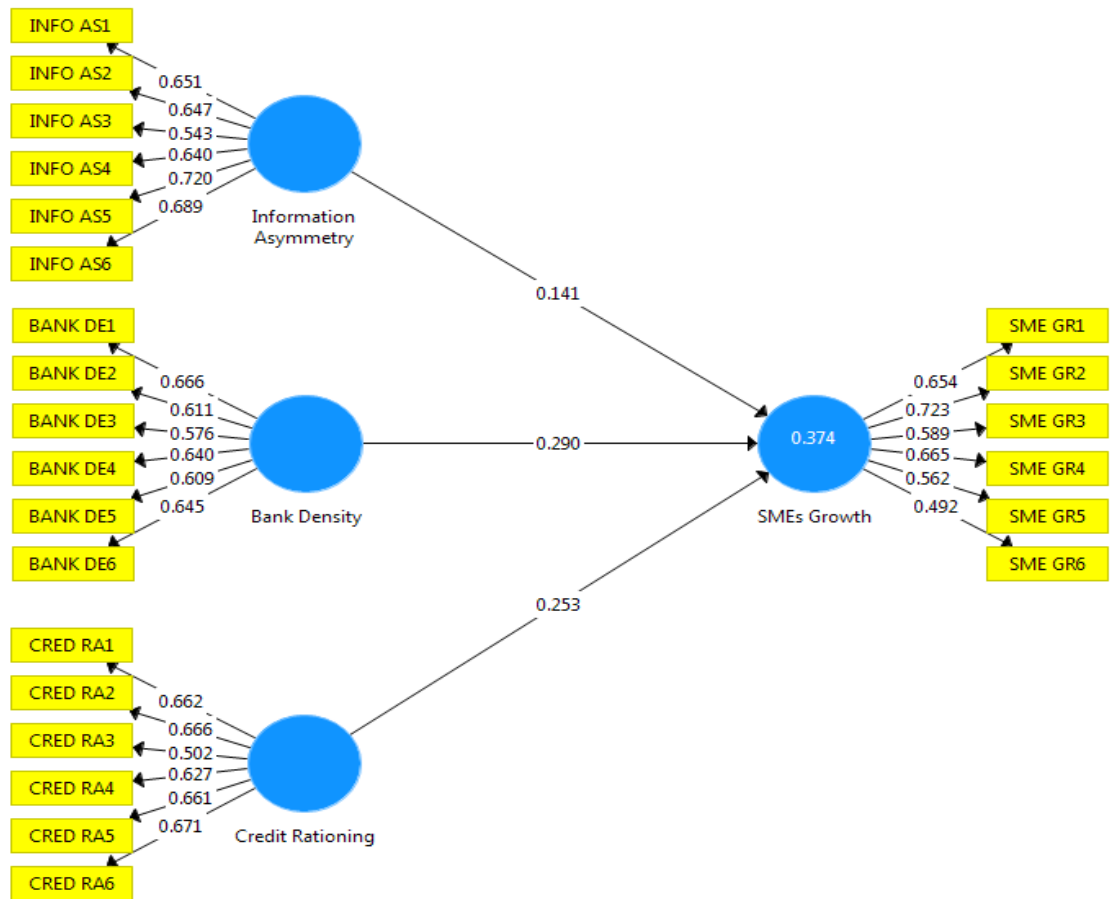 INFO AS1
INFO AS2
INFO AS3
INFO AS4
INFO AS5
INFO AS6
0.651
0.647
0.543
0.640
0.720
0.689
Information
Asymmetry
0.141
BANK DE1
BANK DE2
BANK DE3
BANK DE4
BANK DE5
BANK DE6
0.666
0.611
0.576
0.640
0.609
0.645
Bank Density
0.290
CRED RA1
CRED RA2
CRED RA3
CRED RA4
CRED RA5
CRED RA6
0.662
0.666
0.502
0.627
0.661
0.671
Credit Rationing
0.253
0.374
SMEs Growth
0.654
0.723
0.589
0.665
0.562
0.492
SME GR1
SME GR2
SME GR3
SME GR4
SME GR5
SME GR6